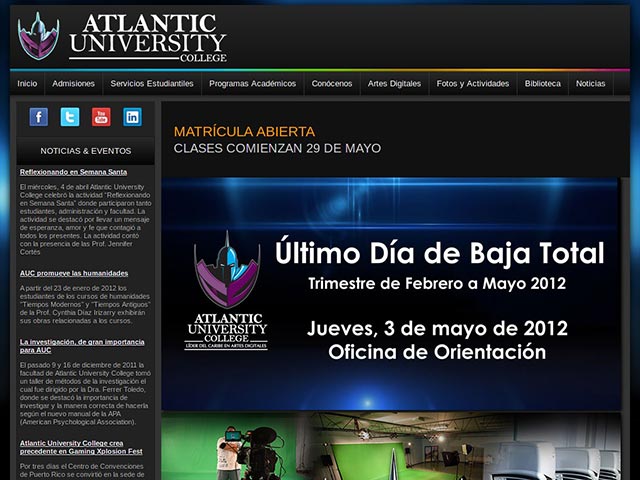 ATLANTIC
UNIVERSITY
COLLEGE
Inicio Admisiones Servicios Estudiantiles Programas Académicos Conócenos Artes Digitales Fotos y Actividades Biblioteca Noticias
NOTICIAS & EVENTOS
Reflexionando en Semana Santa
El miércoles, 4 de abril Atlantic University
College celebró la actividad "Reflexionando
en Semana Santa" donde participaron tanto
estudiantes, administración y facultad. La
actividad se destacó por llevar un mensaje
de esperanza, amor y fe que contagió a
todos los presentes. La actividad contó
con la presencia de las Prof. Jennifer
Cortés
AUC promueve las humanidades
A partir del 23 de enero de 2012 los
estudiantes de los cursos de humanidades
"Tiempos Modernos" y "Tiempos Antiguos"
de la Prof. Cynthia Díaz Irizarry exhibirán
sus obras relacionadas a los cursos.
La investigación, de gran importancia
para AUC
El pasado 9 y 16 de diciembre de 2011 la
facultad de Atlantic University College tomó
un taller de métodos de la investigación el
cual fue dirigido por la Dra. Ferrer Toledo,
donde se destacó la importancia de
investigar y la manera correcta de hacerla
según el nuevo manual de la APA
(American Psychological Association).
Atlantic University College crea
precedente en Gaming Xplosion Fest
Por tres días el Centro de Convenciones
de Puerto Rico se convirtió en la sede de
MATRÍCULA ABIERTA
CLASES COMIENZAN 29 DE MAYO
ATLANTIC
UNIVERSITY
COLLEGE
LÍDER DEL CARIBE EN ARTES DIGITALES
Último Día de Baja Total
Trimestre de Febrero a Mayo 2012
Jueves, 3 de mayo de 2012
Oficina de Orientación